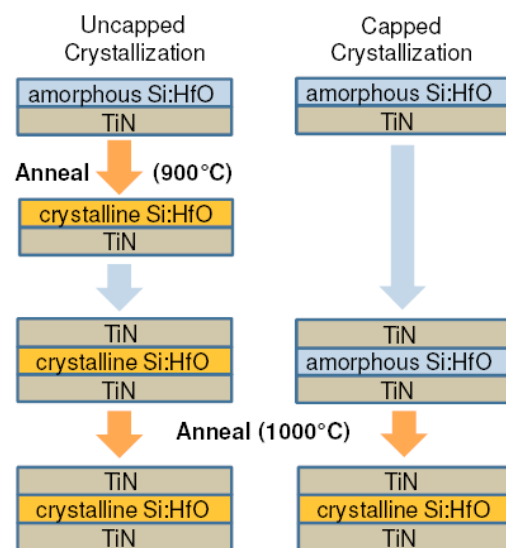 Uncapped
Crystallization
Capped
Crystallization
amorphous Si:HfO
TiN
amorphous Si:HfO
TiN
Anneal (900°C)
crystalline Si:HfO
TiN
TiN
crystalline Si:HfO
TiN
TiN
amorphous Si:HfO
TiN
Anneal (1000°C)
TiN
crystalline Si:HfO
TiN
TiN
crystalline Si:HfO
TiN